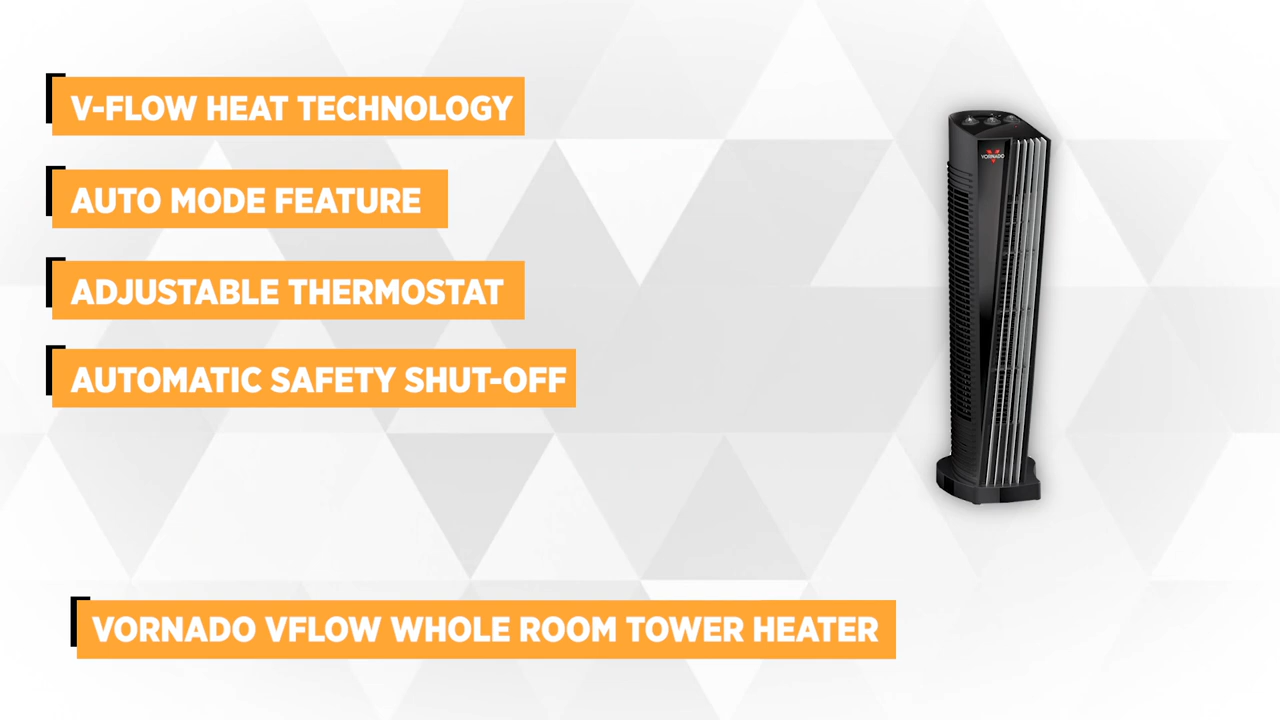 V-FLOW HEAT TECHNOLOGY
AUTO MODE FEATURE
ADJUSTABLE THERMOSTAT
AUTOMATIC SAFETY SHUT-OFF
VORNADO
VORNADO VFLOW WHOLE ROOM TOWER HEATER